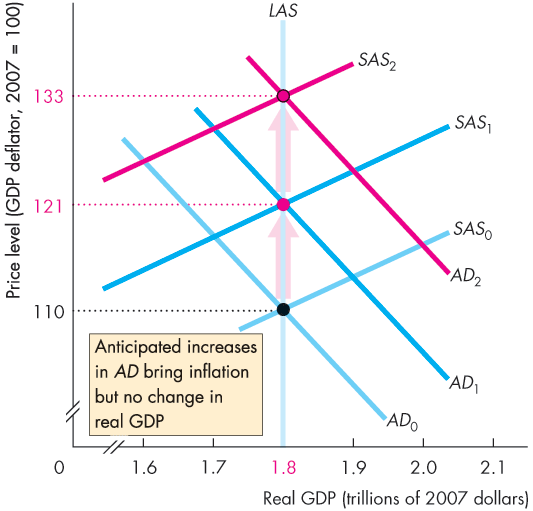 LAS
Price level (GDP deflator, 2007 = 100)
SAS2
133
SAS1
121
SAS0
AD2
110
Anticipated increases
in AD bring inflation
but no change in
real GDP
AD1
AD0
0
1.6
1.7
1.8
1.9
2.0
2.1
Real GDP (trillions of 2007 dollars)